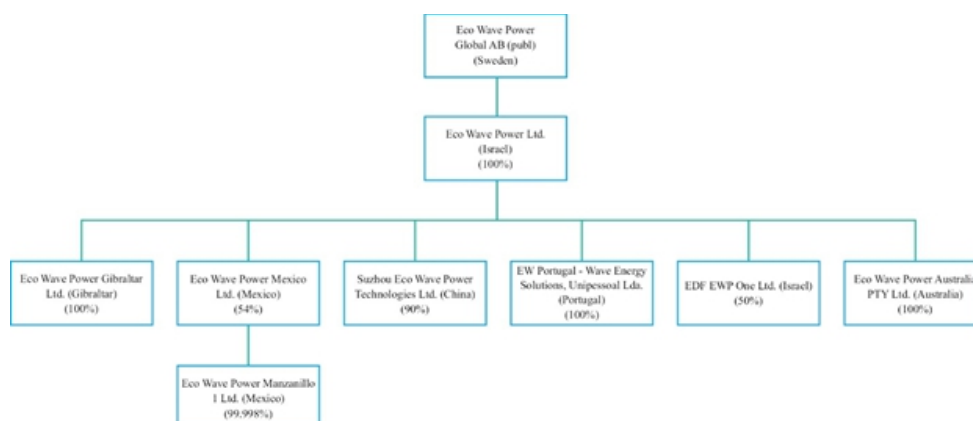 Eco Wave Power
Global AB (publ)
(Sweden)
Eco Wave Power Ltd.
(Israel)
(100%)
Eco Wave Power Gibraltar
Ltd. (Gibraltar)
(100%)
Eco Wave Power Mexico
Ltd. (Mexico)
(54%)
Suzhou Eco Wave Power
Technologies Ltd. (China)
(90%)
EW Portugal - Wave Energy
Solutions, Unipessoal Lda.
(Portugal)
(100%)
EDF EWP One Ltd. (Israel)
(50%)
Eco Wave Power Australia
PTY Ltd. (Australia)
(100%)
Eco Wave Power Manzanillo
1 Ltd. (Mexico)
(99.998%)